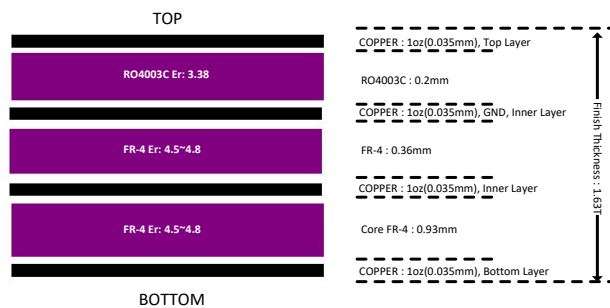 TOP
COPPER : 1oz(0.035mm), Top Layer
RO4003C Er: 3.38
RO4003C : 0.2mm
COPPER : 1oz(0.035mm), GND, Inner Layer
FR-4 Er: 4.5~4.8
FR-4 : 0.36mm
COPPER : 1oz(0.035mm), Inner Layer
FR-4 Er: 4.5~4.8
Core FR-4 : 0.93mm
COPPER : 1oz(0.035mm), Bottom Layer
BOTTOM
Finish Thickness : 1.63T